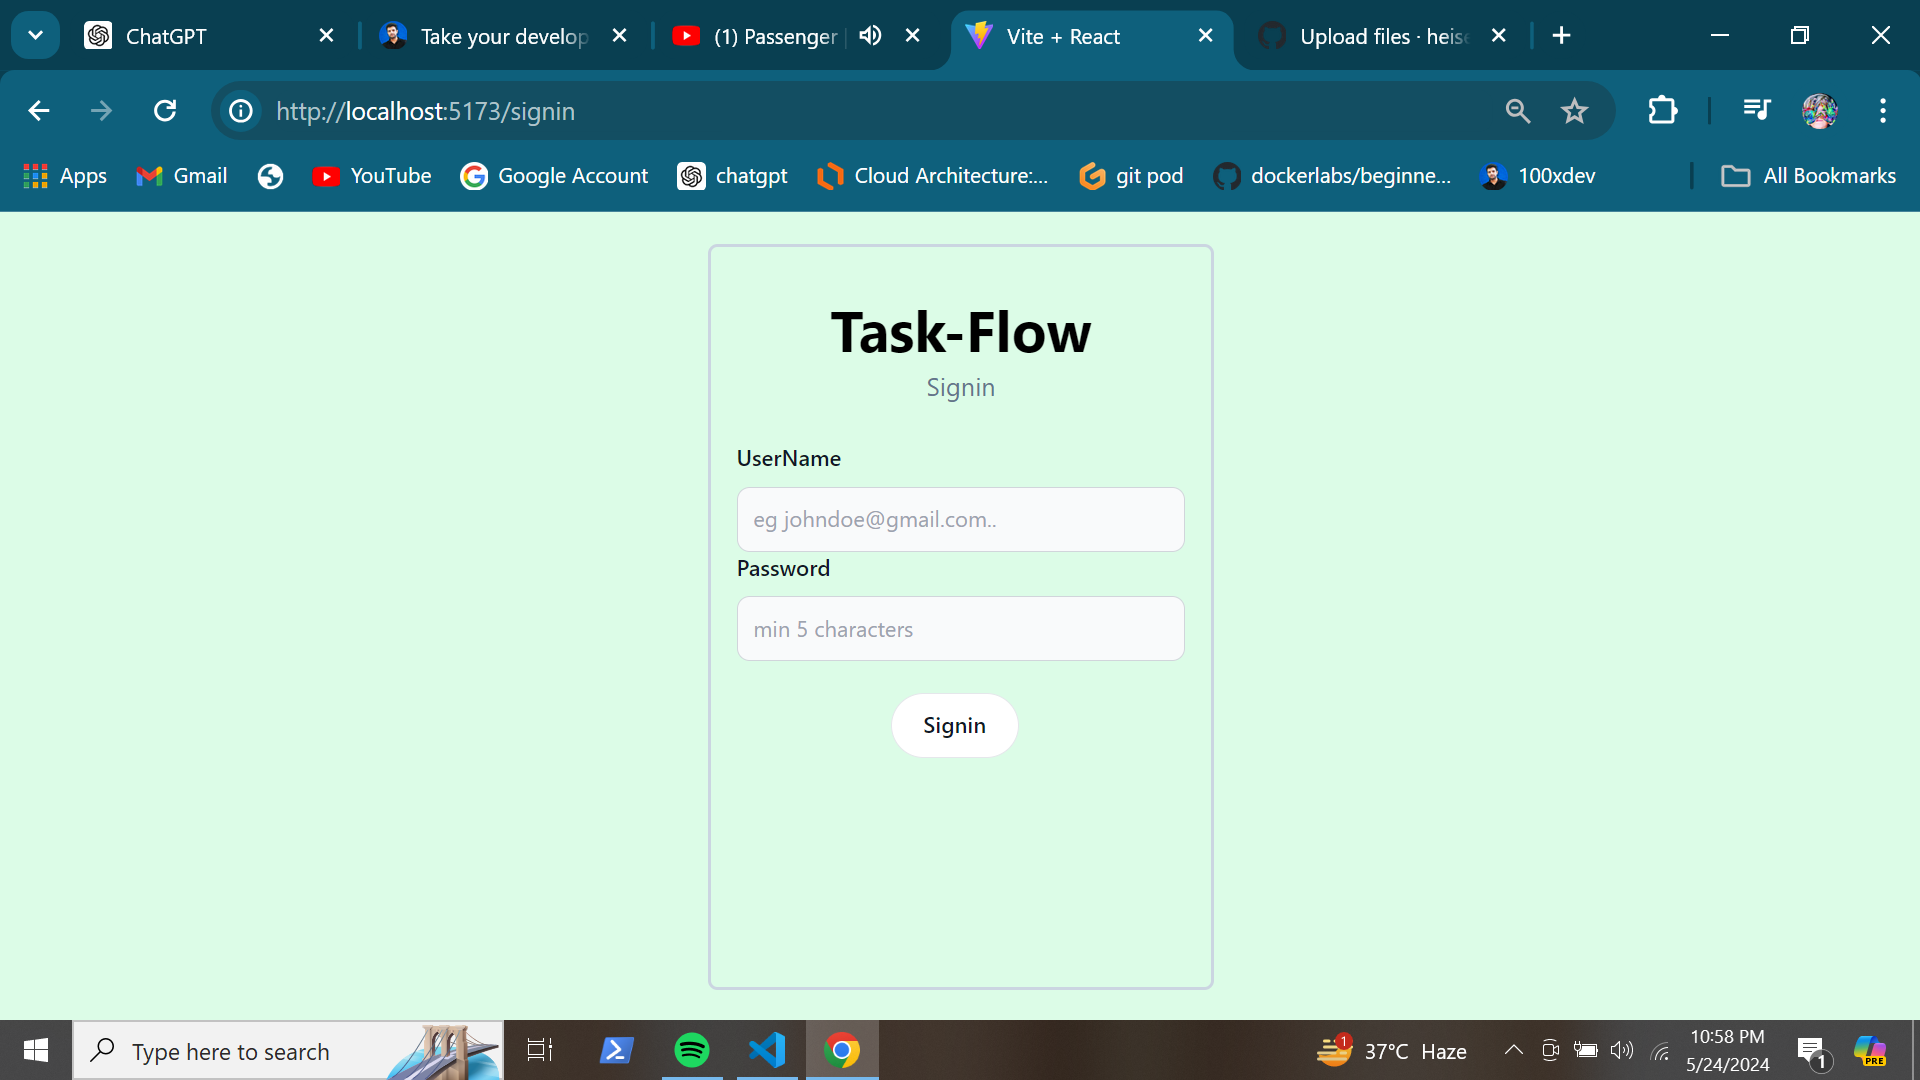 ChatGPT
Take your develop
(1) Passenger
Vite + React
Upload files · heise
http://localhost:5173/signin
Apps
Gmail
YouTube
Google Account
chatgpt
Cloud Architecture:...
git pod
dockerlabs/beginne...
100xdev
All Bookmarks
Task-Flow
Signin
UserName
eg johndoe@gmail.com..
Password
min 5 characters
Signin
Type here to search
1
37°C Haze
10:58 PM
5/24/2024
1
PRE